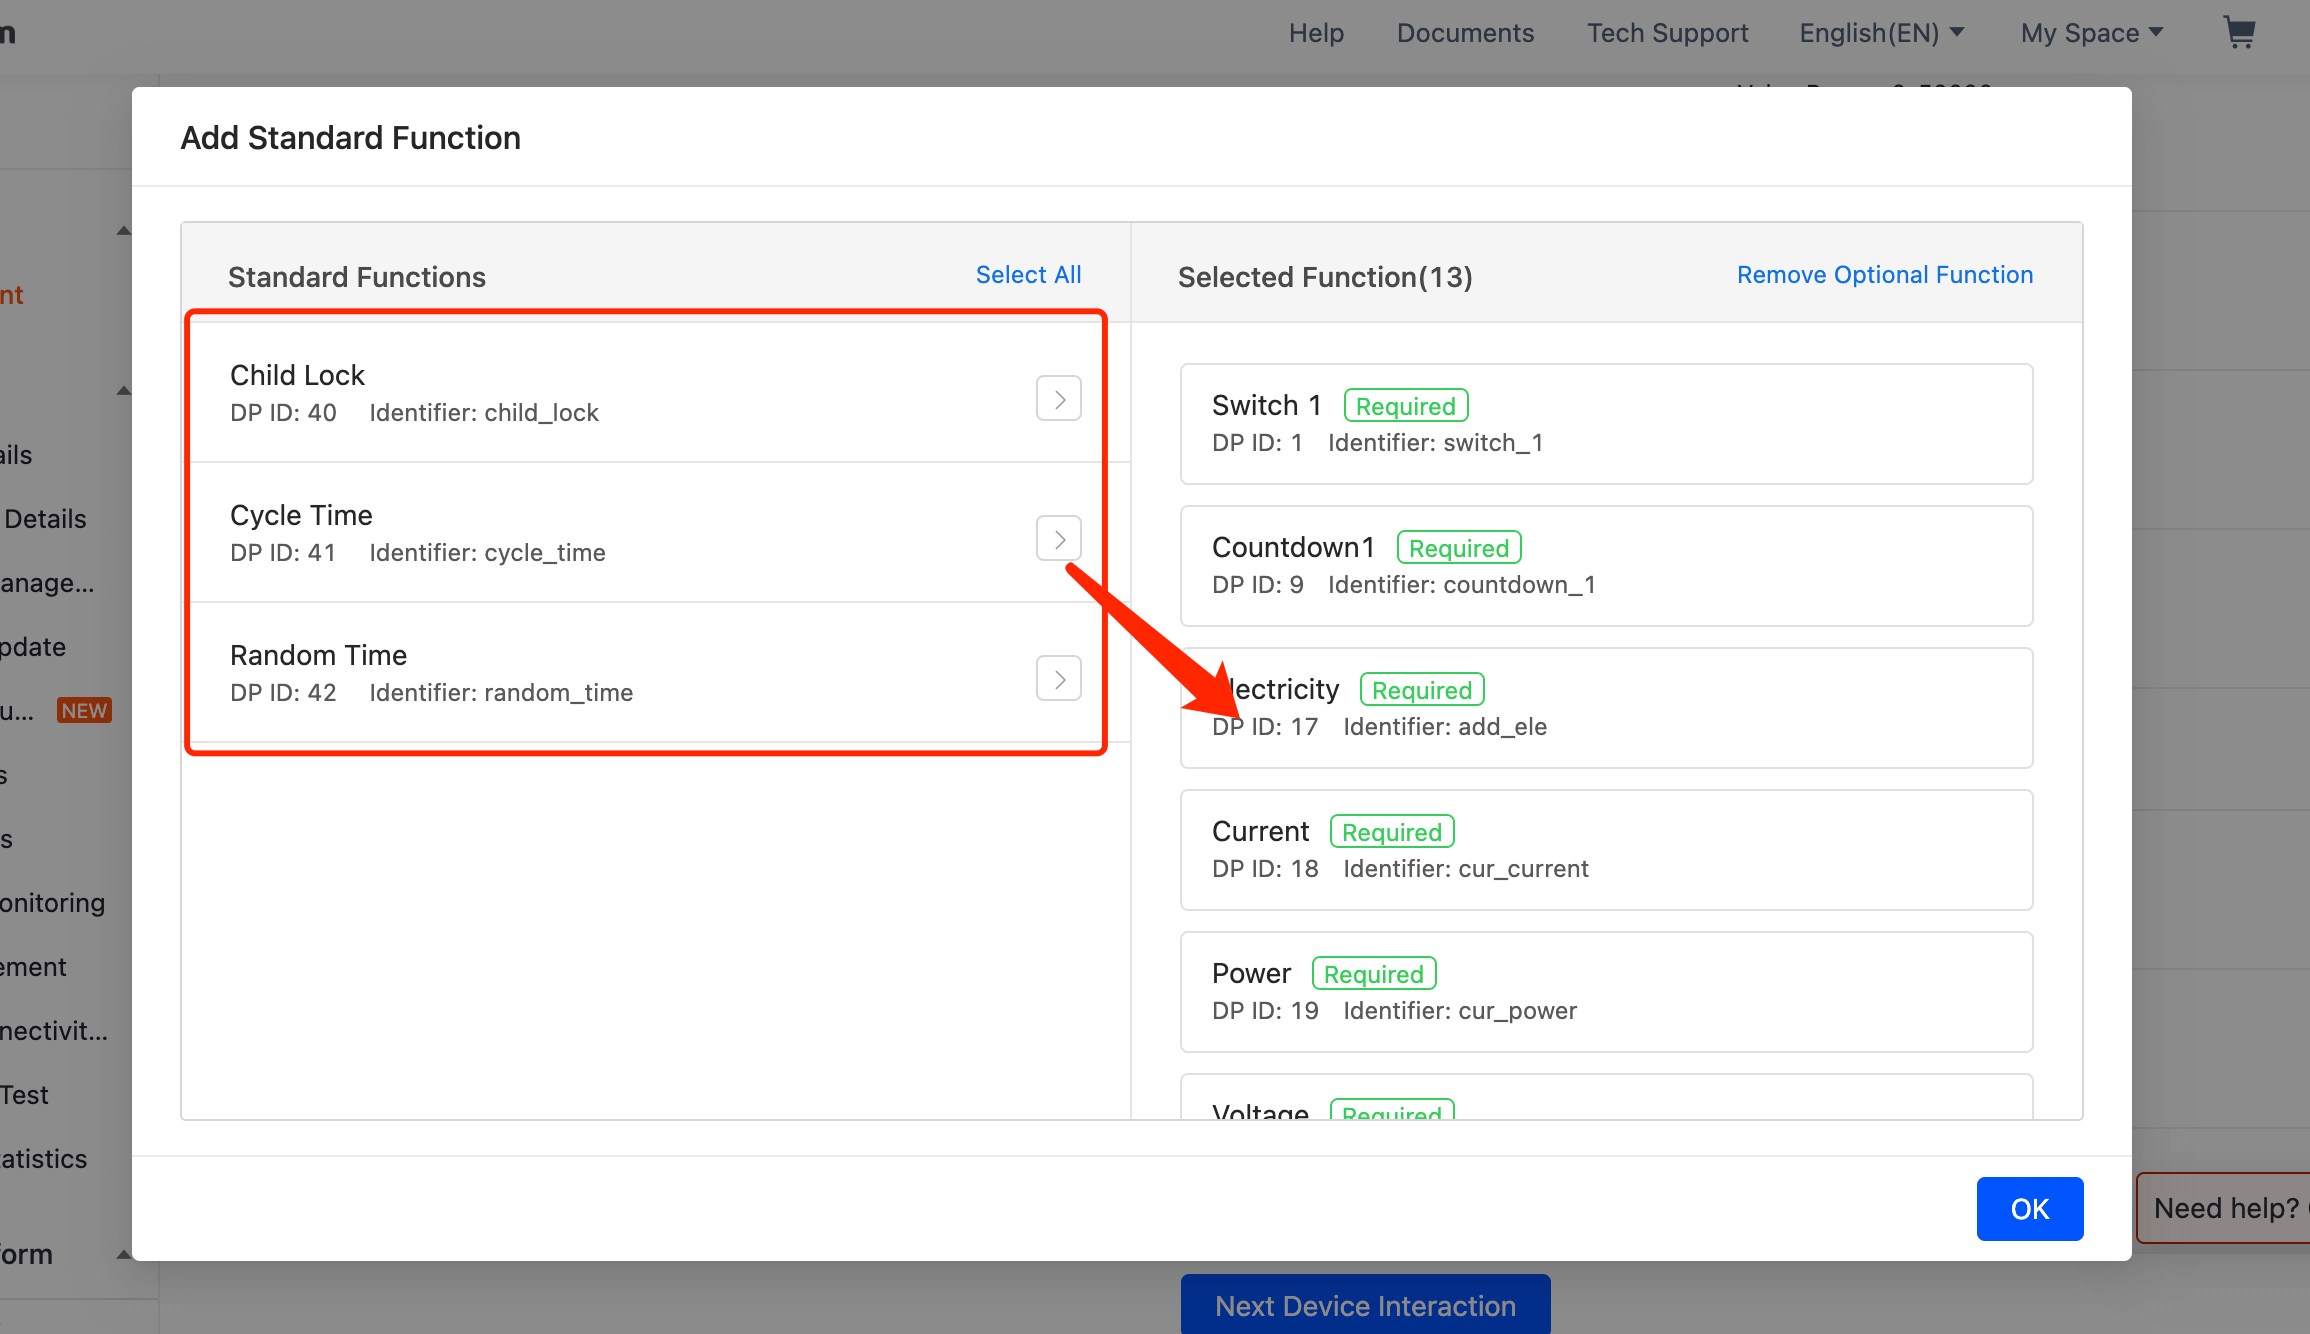 Help Documents Tech Support English(EN) My Space
Add Standard Function
Standard Functions Select All
Child Lock
DP ID: 40 Identifier: child_lock
Cycle Time
DP ID: 41 Identifier: cycle_time
Random Time
DP ID: 42 Identifier: random_time
Selected Function(13) Remove Optional Function
Switch 1 Required
DP ID: 1 Identifier: switch_1
Countdown1 Required
DP ID: 9 Identifier: countdown_1
lectricity Required
DP ID: 17 Identifier: add_ele
Current Required
DP ID: 18 Identifier: cur_current
Power Required
DP ID: 19 Identifier: cur_power
Voltage Required
OK
nt
ails
Details
anage...
pdate
u... NEW
s
s
onitoring
ement
nectivit...
Test
atistics
orm
Need help?
Next Device Interaction